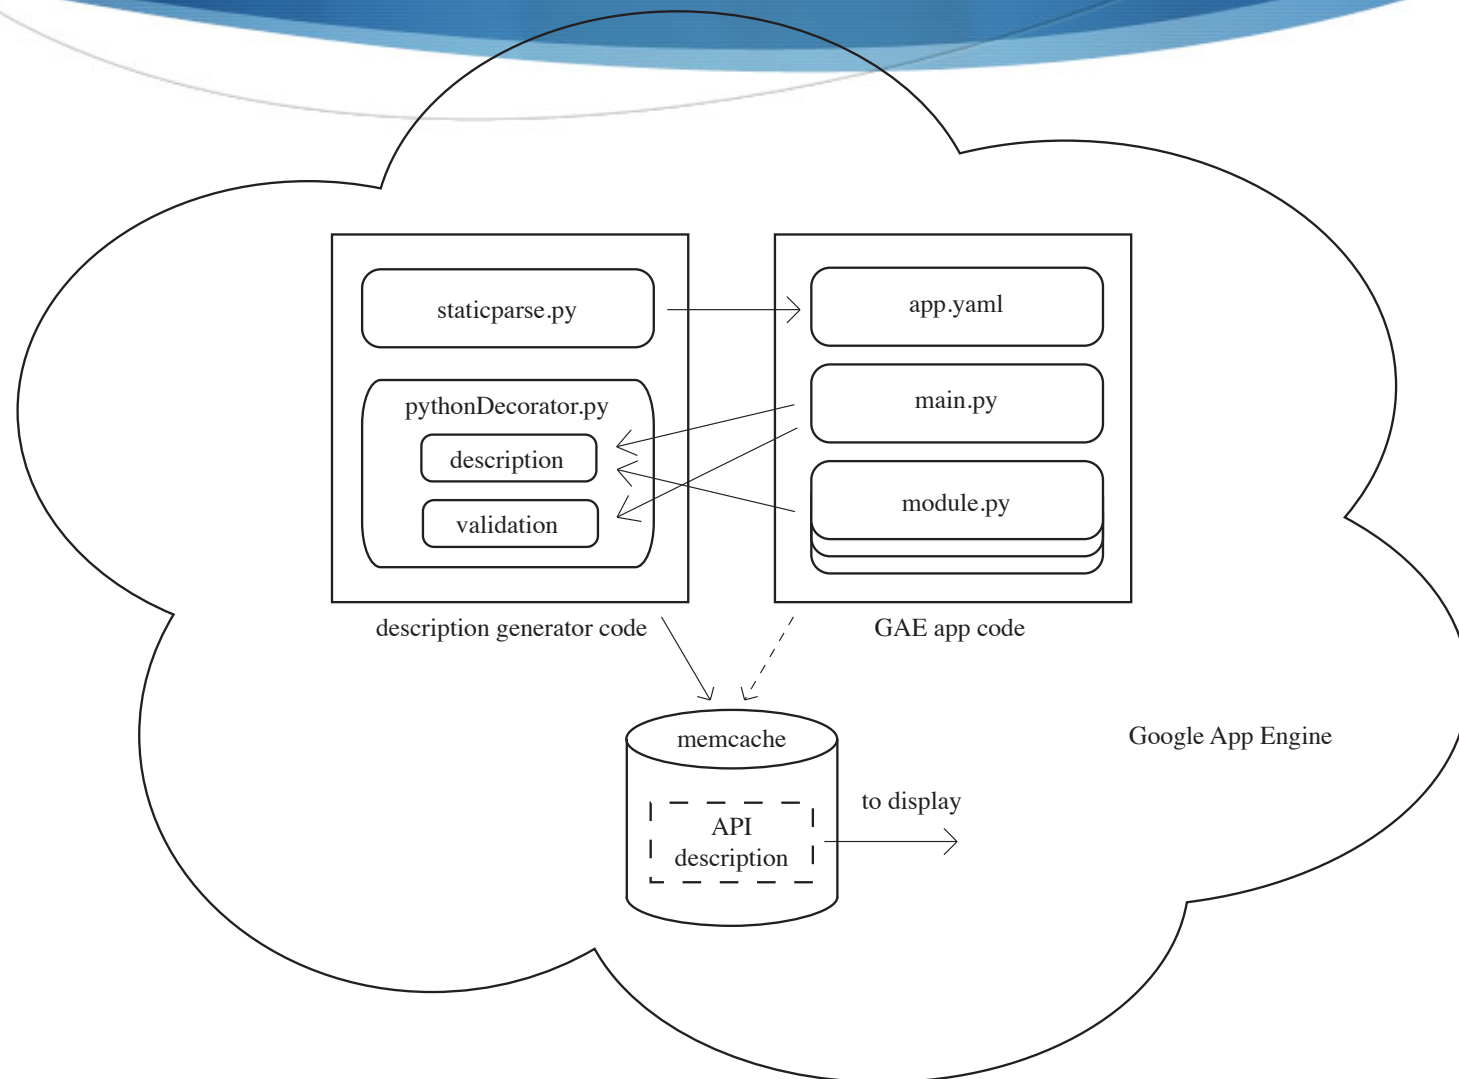 staticparse.py
pythonDecorator.py
description
validation
description generator code
app.yaml
main.py
module.py
GAE app code
memcache
API
description
to display
Google App Engine